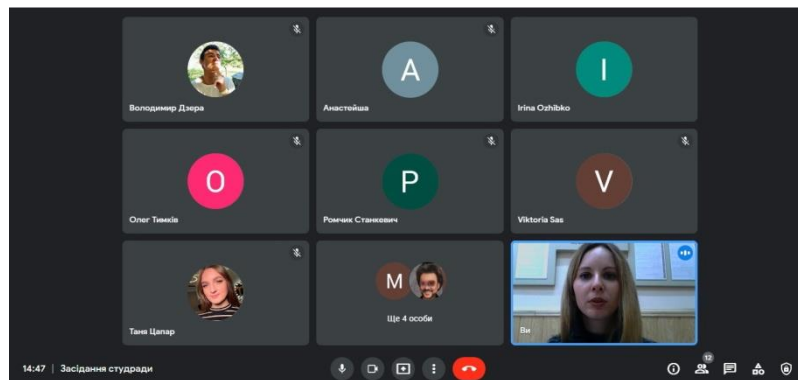 Володимир Дзера
A
Анастейша
I
Irina Ozhibko
O
Олег Тимків
P
Ромчик Станкевич
V
Viktoria Sas
Таня Цапар
M
Ще 4 особи
Ви
14:47 | Засідання студради
12